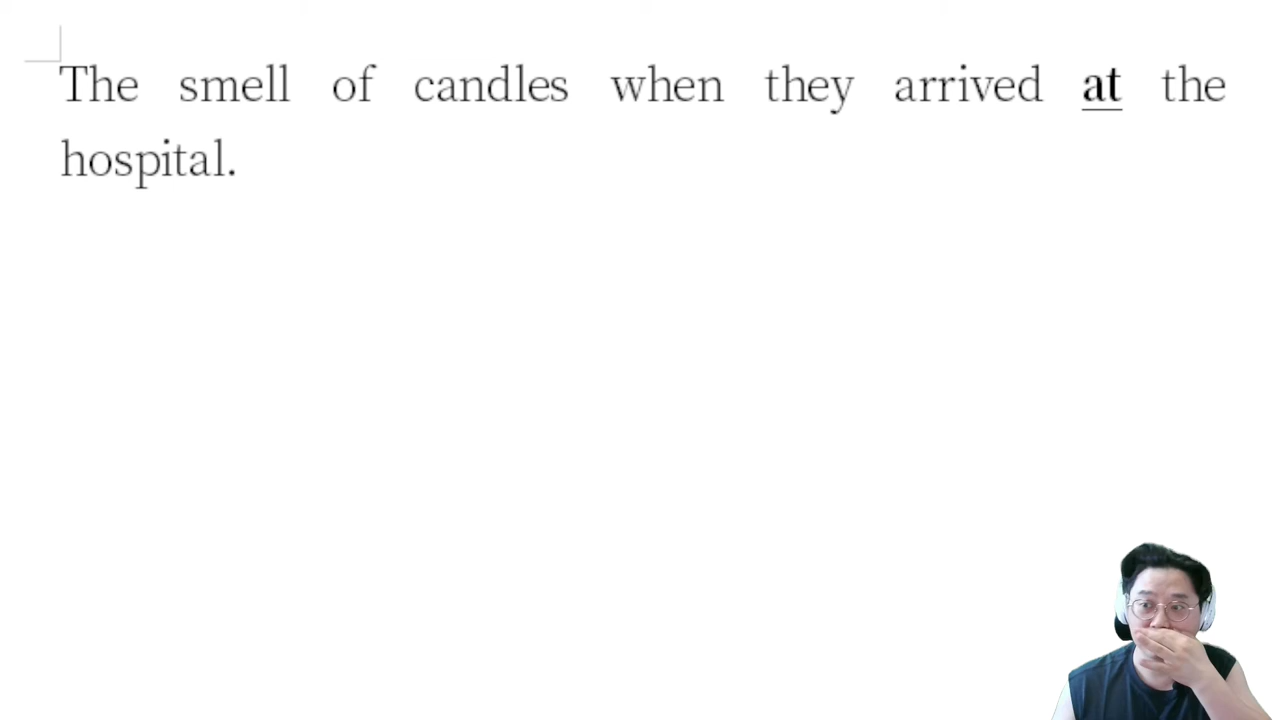 The smell of candles when they arrived at the
hospital.